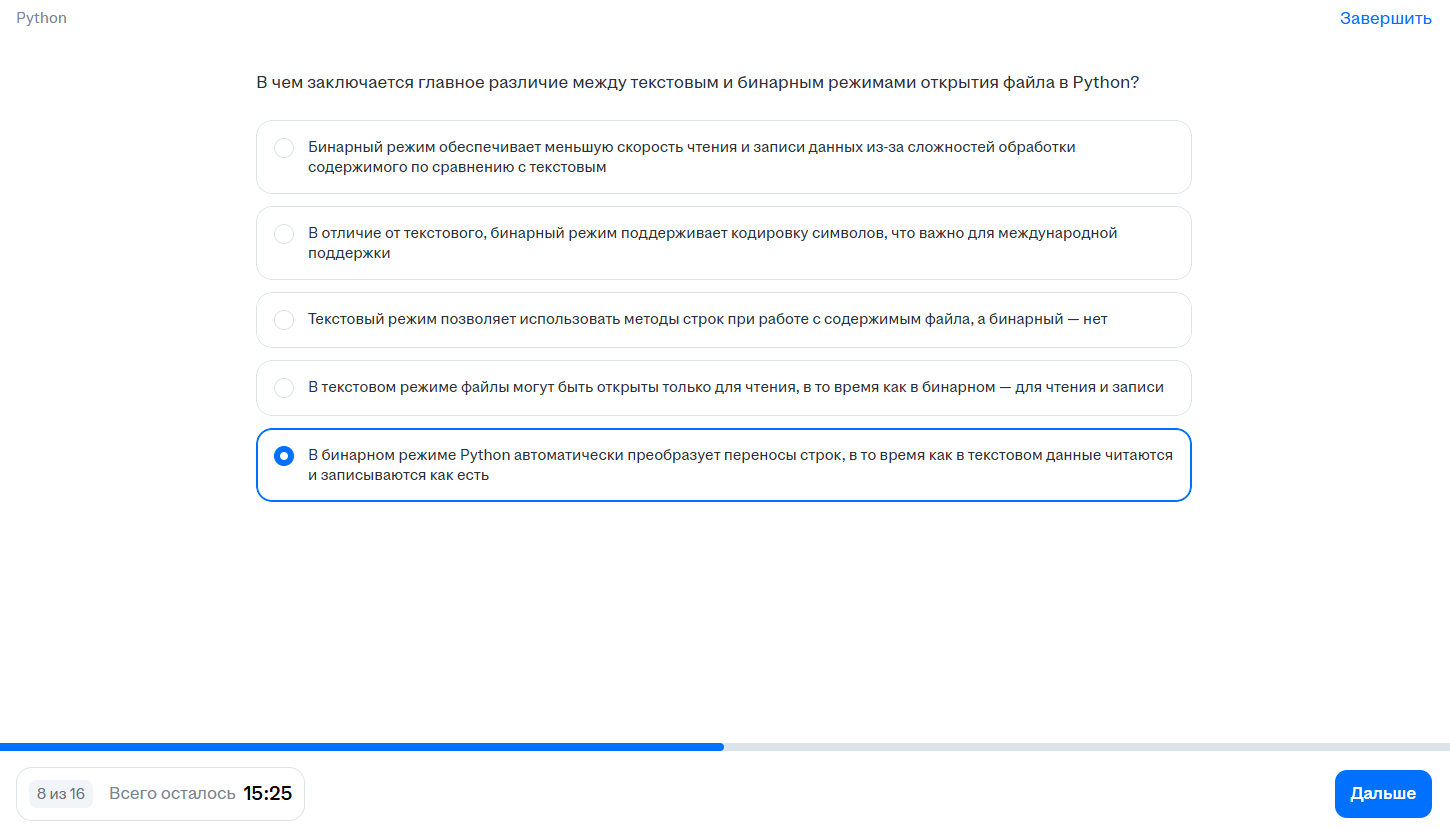 Python
Завершить
В чем заключается главное различие между текстовым и бинарным режимами открытия файла в Python?
Бинарный режим обеспечивает меньшую скорость чтения и записи данных из-за сложностей обработки
содержимого по сравнению с текстовым
В отличие от текстового, бинарный режим поддерживает кодировку символов, что важно для международной
поддержки
Текстовый режим позволяет использовать методы строк при работе с содержимым файла, а бинарный — нет
В текстовом режиме файлы могут быть открыты только для чтения, в то время как в бинарном — для чтения и записи
В бинарном режиме Python автоматически преобразует переносы строк, в то время как в текстовом данные читаются
и записываются как есть
8 из 16
Всего осталось 15:25
Дальше